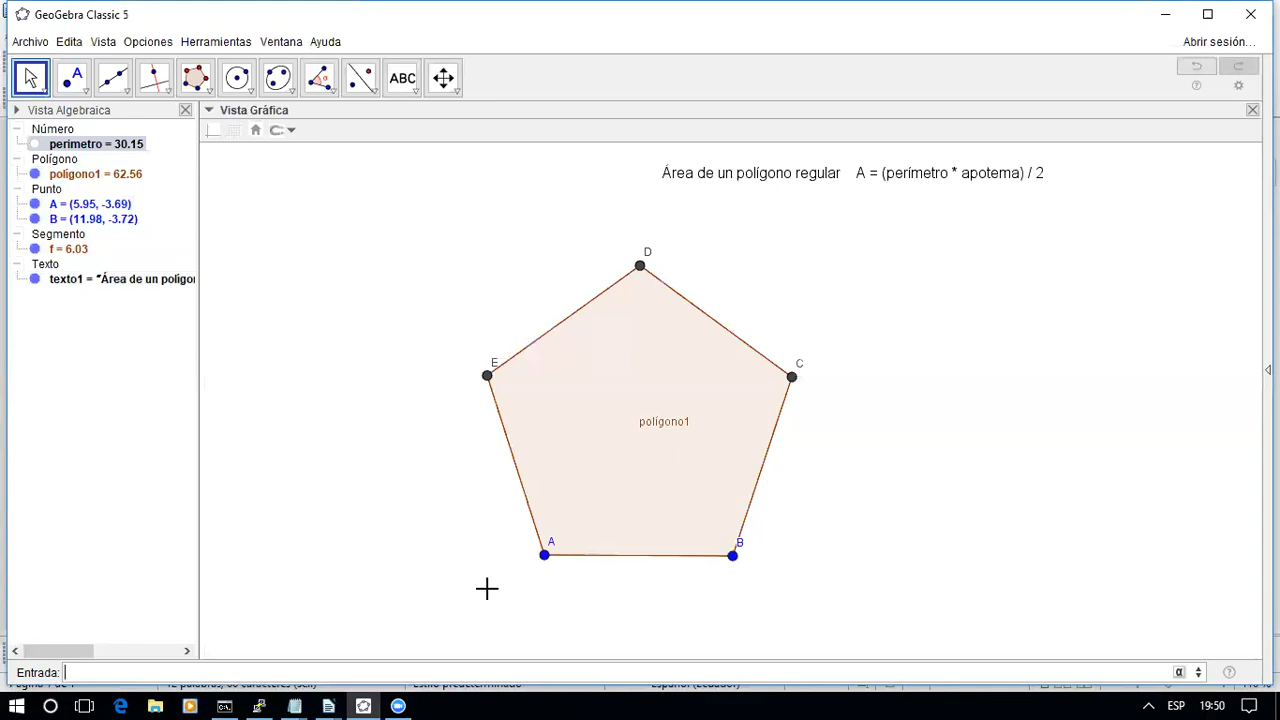 GeoGebra Classic 5
Archivo Edita Vista Opciones Herramientas Ventana Ayuda Abrir sesión...
A α ABC
Vista Algebraica
Vista Gráfica
Número
perimetro = 30.15
Polígono
polígono1 = 62.56
Punto
A = (5.95, -3.69)
B = (11.98, -3.72)
Segmento
f = 6.03
Texto
texto1 = "Área de un polígon
Área de un polígono regular A = (perímetro * apotema) / 2
D
E
C
polígono1
A
B
Entrada: α
ESP 19:50